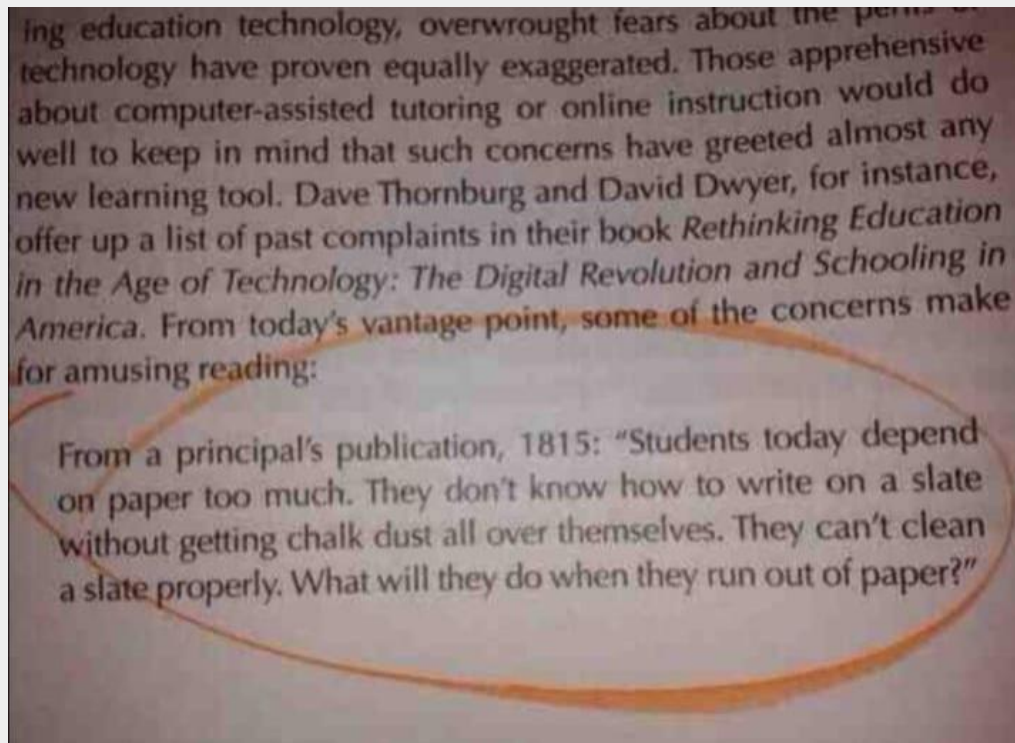 ing education technology, overwrought fears about the
technology have proven equally exaggerated. Those apprehensive
about computer-assisted tutoring or online instruction would do
well to keep in mind that such concerns have greeted almost any
new learning tool. Dave Thornburg and David Dwyer, for instance,
offer up a list of past complaints in their book Rethinking Education
in the Age of Technology: The Digital Revolution and Schooling in
America. From today's vantage point, some of the concerns make
for amusing reading:
From a principal's publication, 1815: “Students today depend
on paper too much. They don't know how to write on a slate
without getting chalk dust all over themselves. They can't clean
a slate properly. What will they do when they run out of paper?”